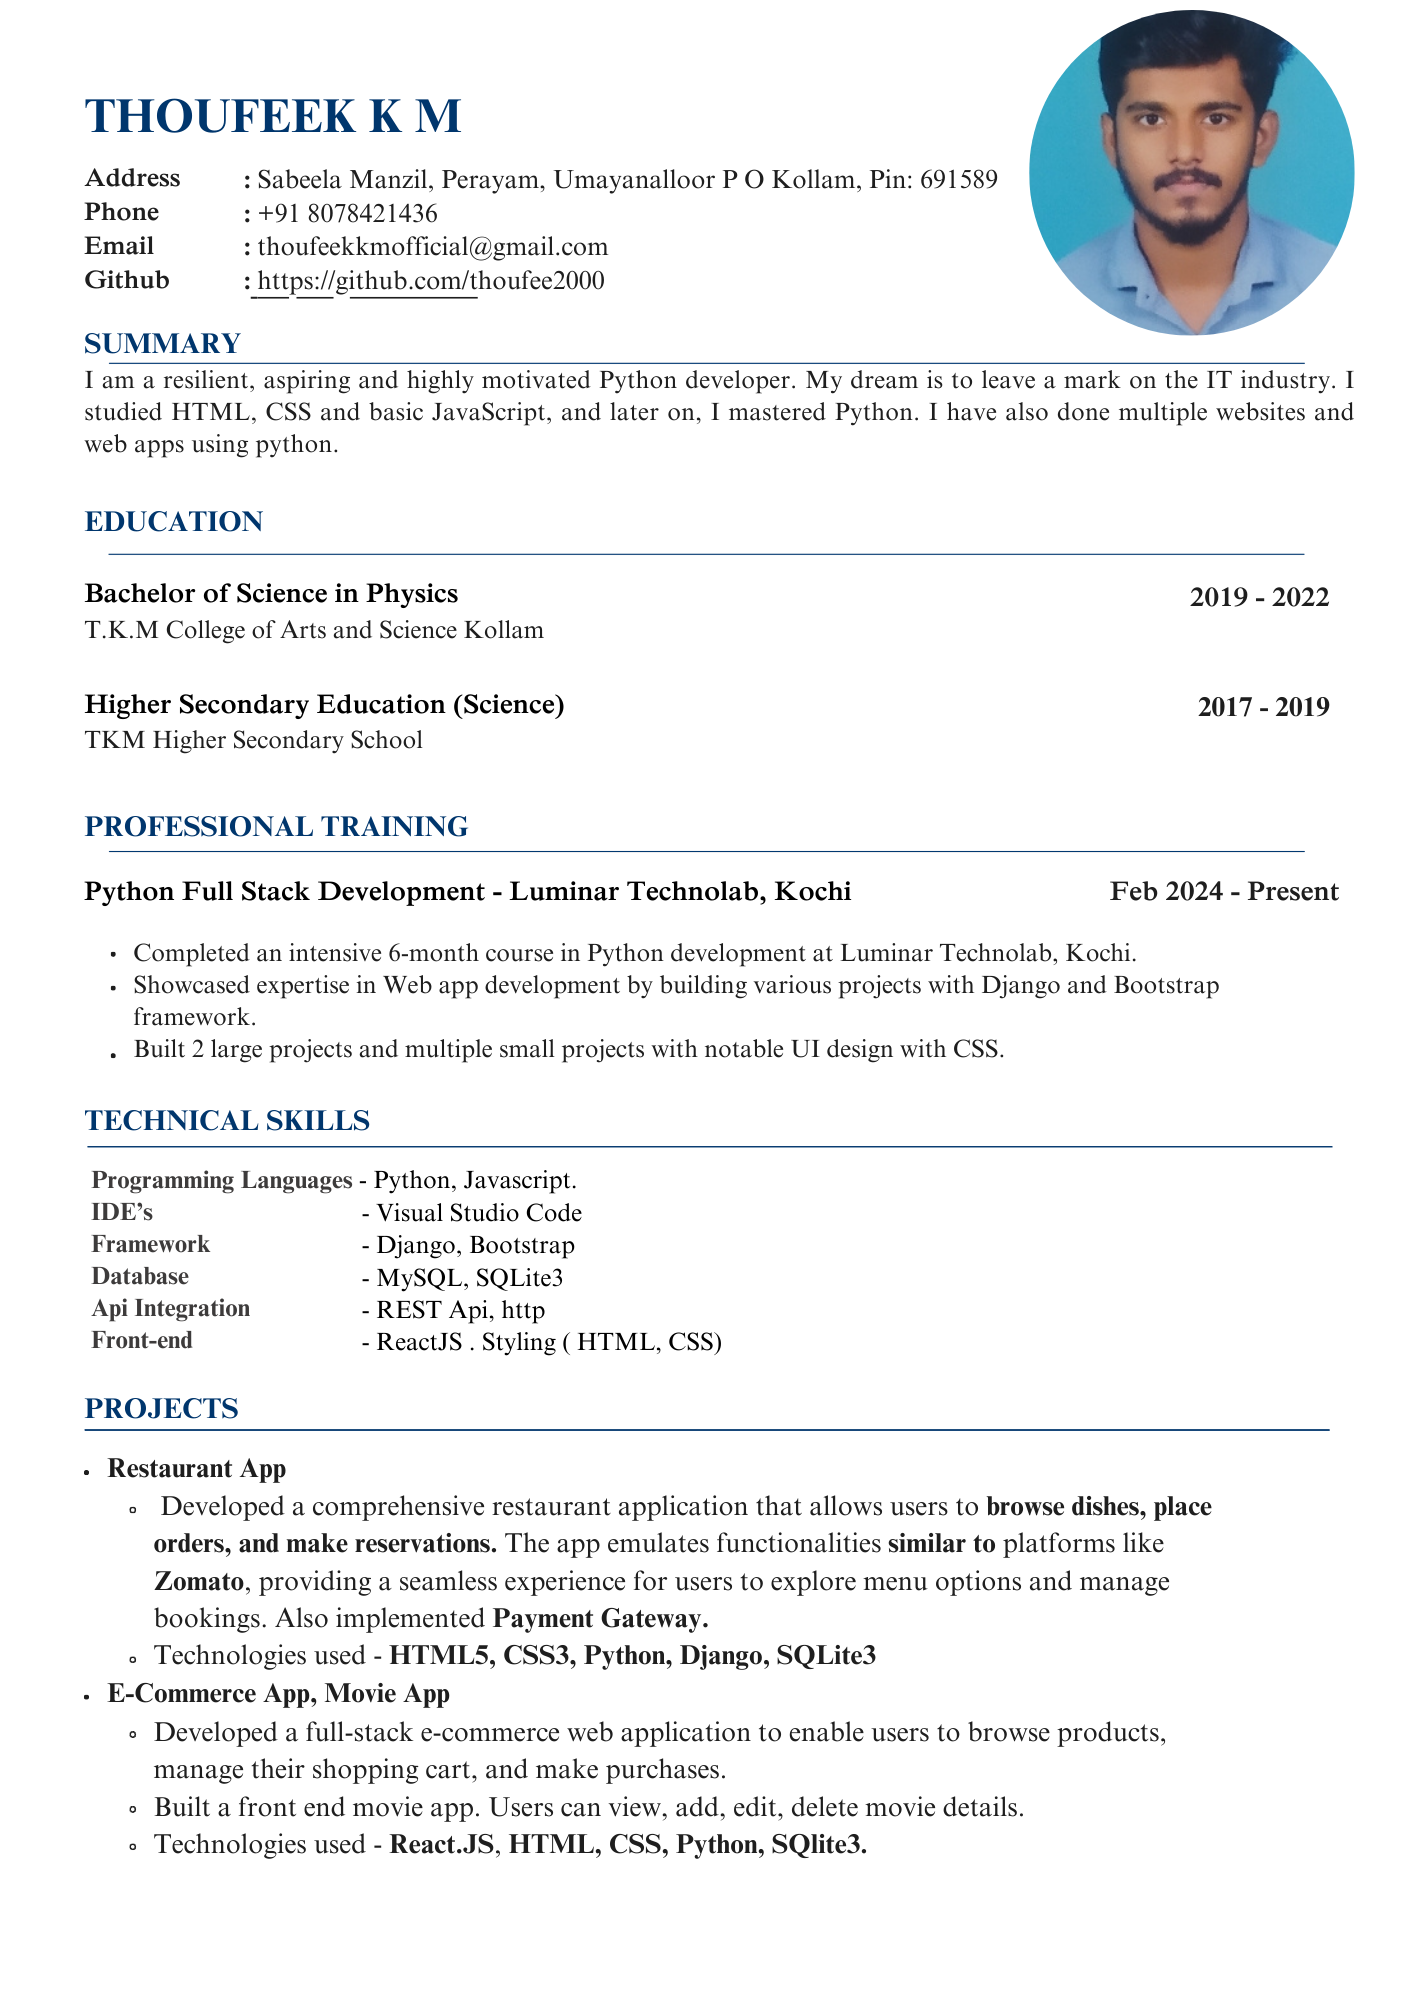 THOUFEEK K M
Address : Sabeela Manzil, Perayam, Umayanalloor P O Kollam, Pin: 691589
Phone : +91 8078421436
Email : thoufeekkmofficial@gmail.com
Github : https://github.com/thoufee2000
SUMMARY
I am a resilient, aspiring and highly motivated Python developer. My dream is to leave a mark on the IT industry. I
studied HTML, CSS and basic JavaScript, and later on, I mastered Python. I have also done multiple websites and
web apps using python.
EDUCATION
Bachelor of Science in Physics 2019 - 2022
T.K.M College of Arts and Science Kollam
Higher Secondary Education (Science) 2017 - 2019
TKM Higher Secondary School
PROFESSIONAL TRAINING
Python Full Stack Development - Luminar Technolab, Kochi Feb 2024 - Present
• Completed an intensive 6-month course in Python development at Luminar Technolab, Kochi.
• Showcased expertise in Web app development by building various projects with Django and Bootstrap
framework.
• Built 2 large projects and multiple small projects with notable UI design with CSS.
TECHNICAL SKILLS
Programming Languages - Python, Javascript.
IDE’s - Visual Studio Code
Framework - Django, Bootstrap
Database - MySQL, SQLite3
Api Integration - REST Api, http
Front-end - ReactJS . Styling ( HTML, CSS)
PROJECTS
• Restaurant App
◦ Developed a comprehensive restaurant application that allows users to browse dishes, place
orders, and make reservations. The app emulates functionalities similar to platforms like
Zomato, providing a seamless experience for users to explore menu options and manage
bookings. Also implemented Payment Gateway.
◦ Technologies used - HTML5, CSS3, Python, Django, SQLite3
• E-Commerce App, Movie App
◦ Developed a full-stack e-commerce web application to enable users to browse products,
manage their shopping cart, and make purchases.
◦ Built a front end movie app. Users can view, add, edit, delete movie details.
◦ Technologies used - React.JS, HTML, CSS, Python, SQlite3.